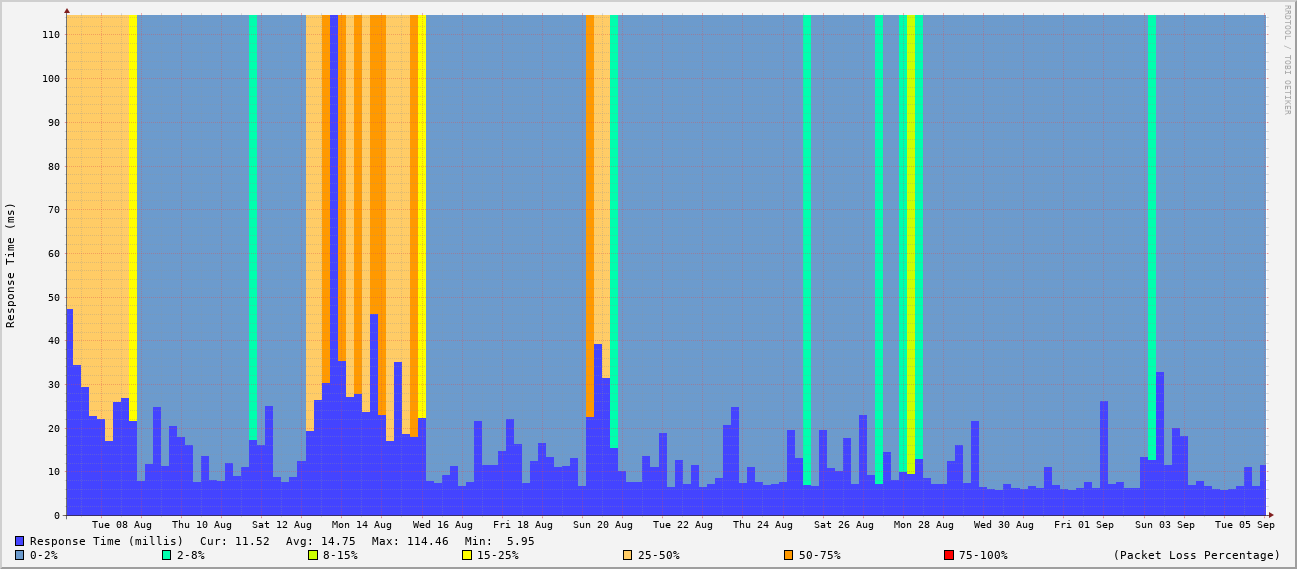 RRDTOOL / TOBI OETIKER
Response Time (ms)
110
100
90
80
70
60
50
40
30
20
10
0
Tue 08 Aug Thu 10 Aug Sat 12 Aug Mon 14 Aug Wed 16 Aug Fri 18 Aug Sun 20 Aug Tue 22 Aug Thu 24 Aug Sat 26 Aug Mon 28 Aug Wed 30 Aug Fri 01 Sep Sun 03 Sep Tue 05 Sep
Response Time (millis) Cur: 11.52 Avg: 14.75 Max: 114.46 Min: 5.95
0-2% 2-8% 8-15% 15-25% 25-50% 50-75% 75-100% (Packet Loss Percentage)